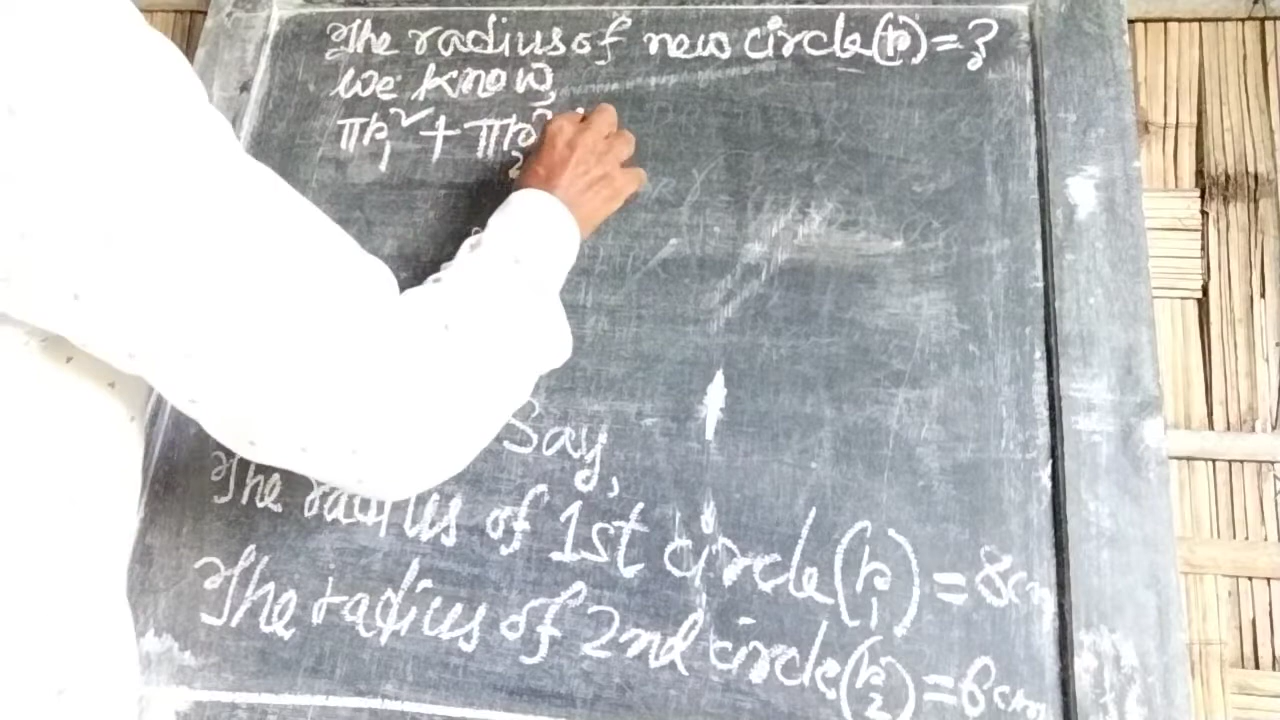 The radius of new circle(r)=?
we know,
πr₁²+πr₂²
Say,
The radius of 1st circle(r₁)=8cm
The radius of 2nd circle(r₂)=6cm